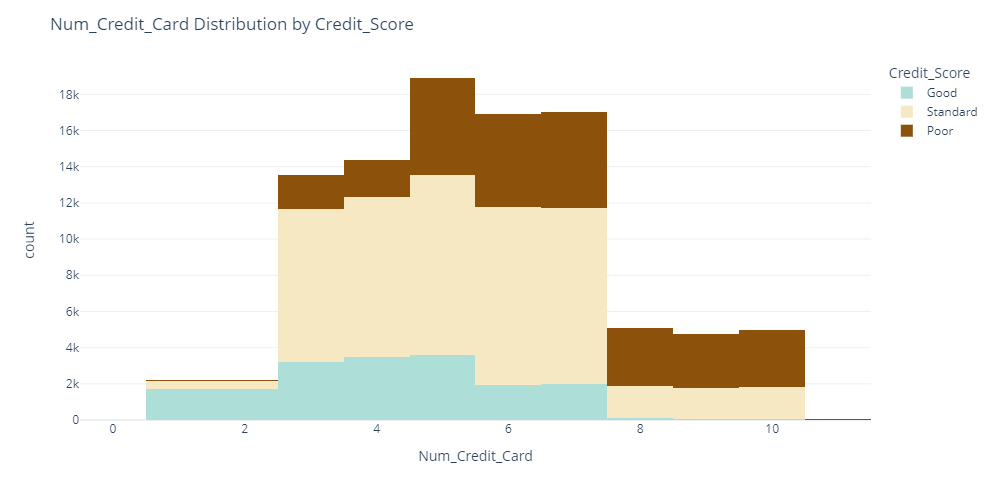 Num_Credit_Card Distribution by Credit_Score
Credit_Score
Good
Standard
Poor
18k
16k
14k
12k
10k
8k
6k
4k
2k
0
count
0 2 4 6 8 10
Num_Credit_Card